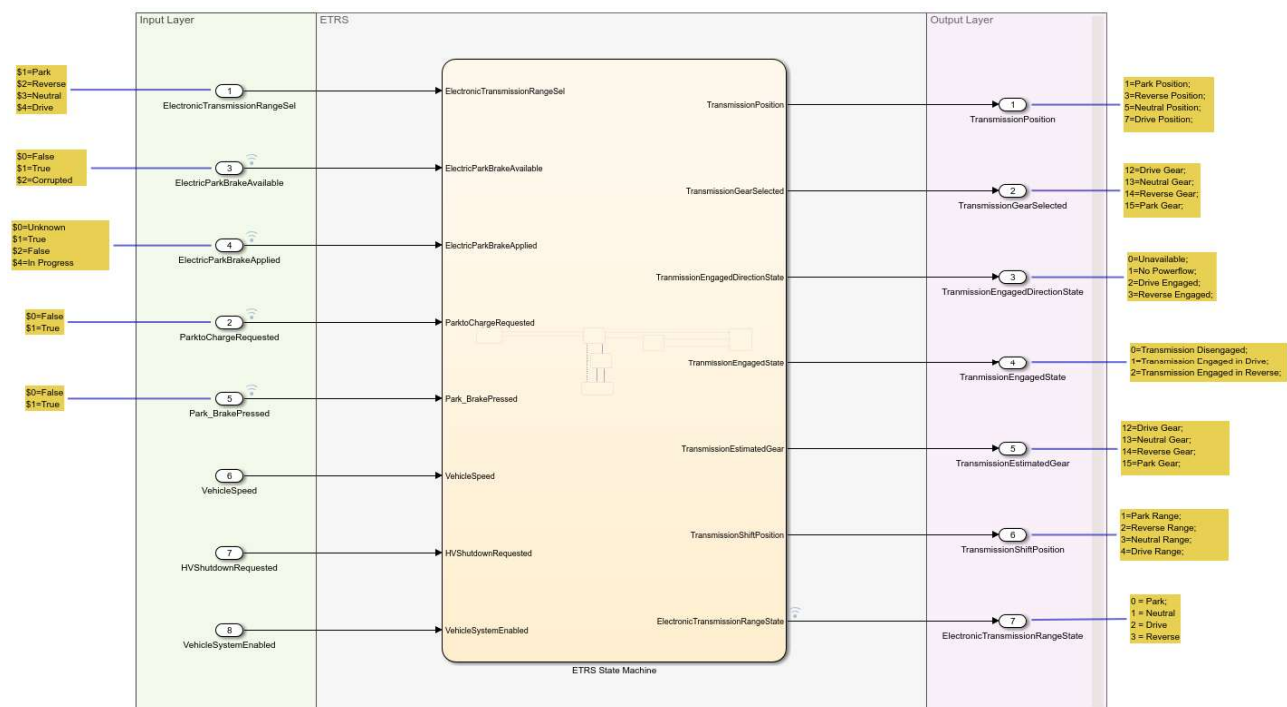 Input Layer
ETRS
Output Layer
$1=Park
$2=Reverse
$3=Neutral
$4=Drive
1
ElectronicTransmissionRangeSel
ElectronicTransmissionRangeSel
TransmissionPosition
1
TransmissionPosition
1=Park Position;
3=Reverse Position;
5=Neutral Position;
7=Drive Position;
$0=False
$1=True
$2=Corrupted
3
ElectricParkBrakeAvailable
ElectricParkBrakeAvailable
TransmissionGearSelected
2
TransmissionGearSelected
12=Drive Gear;
13=Neutral Gear;
14=Reverse Gear;
15=Park Gear;
$0=Unknown
$1=True
$2=False
$4=In Progress
4
ElectricParkBrakeApplied
ElectricParkBrakeApplied
TranmissionEngagedDirectionState
3
TranmissionEngagedDirectionState
0=Unavailable;
1=No Powerflow;
2=Drive Engaged;
3=Reverse Engaged;
$0=False
$1=True
2
ParktoChargeRequested
ParktoChargeRequested
TranmissionEngagedState
4
TranmissionEngagedState
0=Transmission Disengaged;
1=Transmission Engaged in Drive;
2=Transmission Engaged in Reverse;
$0=False
$1=True
5
Park_BrakePressed
Park_BrakePressed
TransmissionEstimatedGear
5
TransmissionEstimatedGear
12=Drive Gear;
13=Neutral Gear;
14=Reverse Gear;
15=Park Gear;
6
VehicleSpeed
VehicleSpeed
TransmissionShiftPosition
6
TransmissionShiftPosition
1=Park Range;
2=Reverse Range;
3=Neutral Range;
4=Drive Range;
7
HVShutdownRequested
HVShutdownRequested
ElectronicTransmissionRangeState
7
ElectronicTransmissionRangeState
0 = Park;
1 = Neutral
2 = Drive
3 = Reverse
8
VehicleSystemEnabled
VehicleSystemEnabled
ETRS State Machine